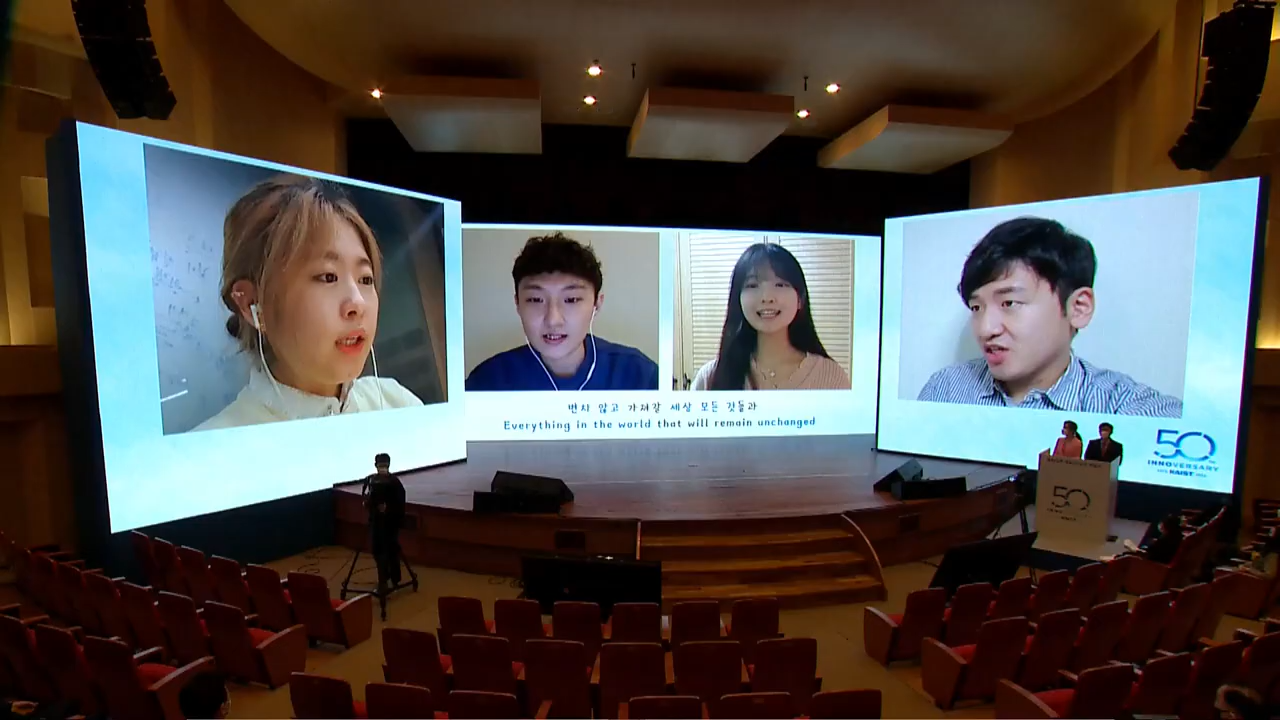 변치 않고 가져갈 세상 모든 것들과
Everything in the world that will remain unchanged
50
INNOVERSARY
KAIST
50